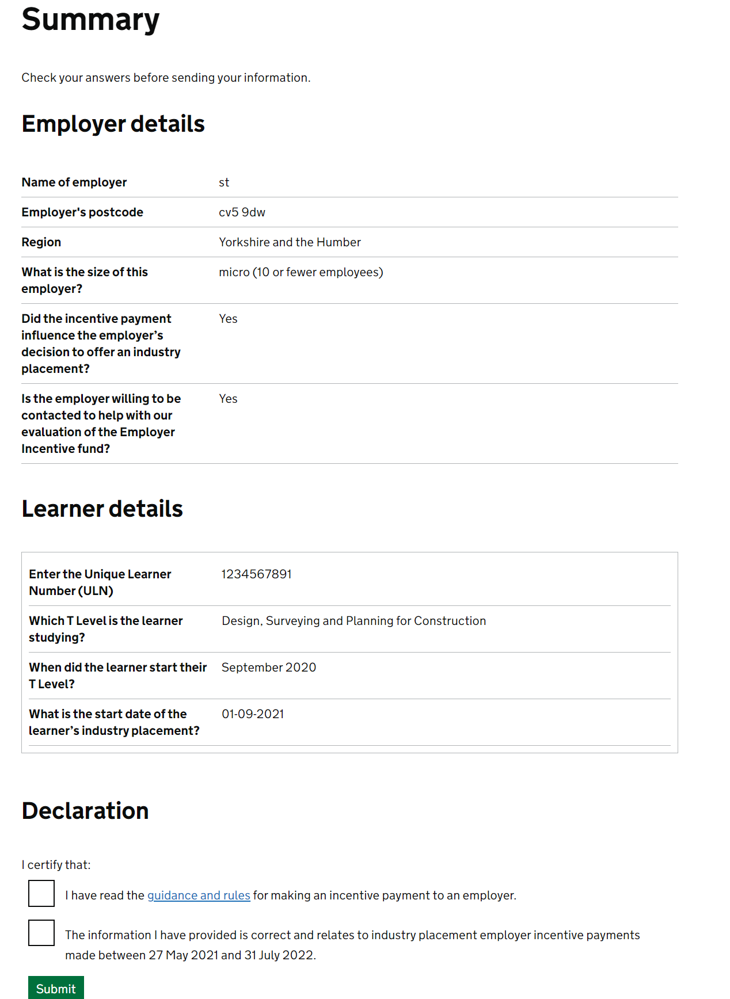 Summary
Check your answers before sending your information.
Employer details
Name of employer st
Employer's postcode cv5 9dw
Region Yorkshire and the Humber
What is the size of this micro (10 or fewer employees)
employer?
Did the incentive payment Yes
influence the employer’s
decision to offer an industry
placement?
Is the employer willing to be Yes
contacted to help with our
evaluation of the Employer
Incentive fund?
Learner details
Enter the Unique Learner 1234567891
Number (ULN)
Which T Level is the learner Design, Surveying and Planning for Construction
studying?
When did the learner start their September 2020
T Level?
What is the start date of the 01-09-2021
learner’s industry placement?
Declaration
I certify that:
I have read the guidance and rules for making an incentive payment to an employer.
The information I have provided is correct and relates to industry placement employer incentive payments
made between 27 May 2021 and 31 July 2022.
Submit